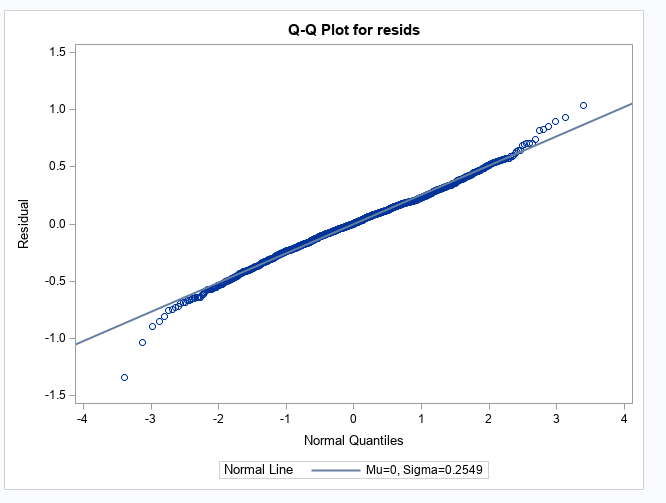 Q-Q Plot for resids
1.5
1.0
0.5
0.0
-0.5
-1.0
-1.5
Residual
-4 -3 -2 -1 0 1 2 3 4
Normal Quantiles
Normal Line Mu=0, Sigma=0.2549